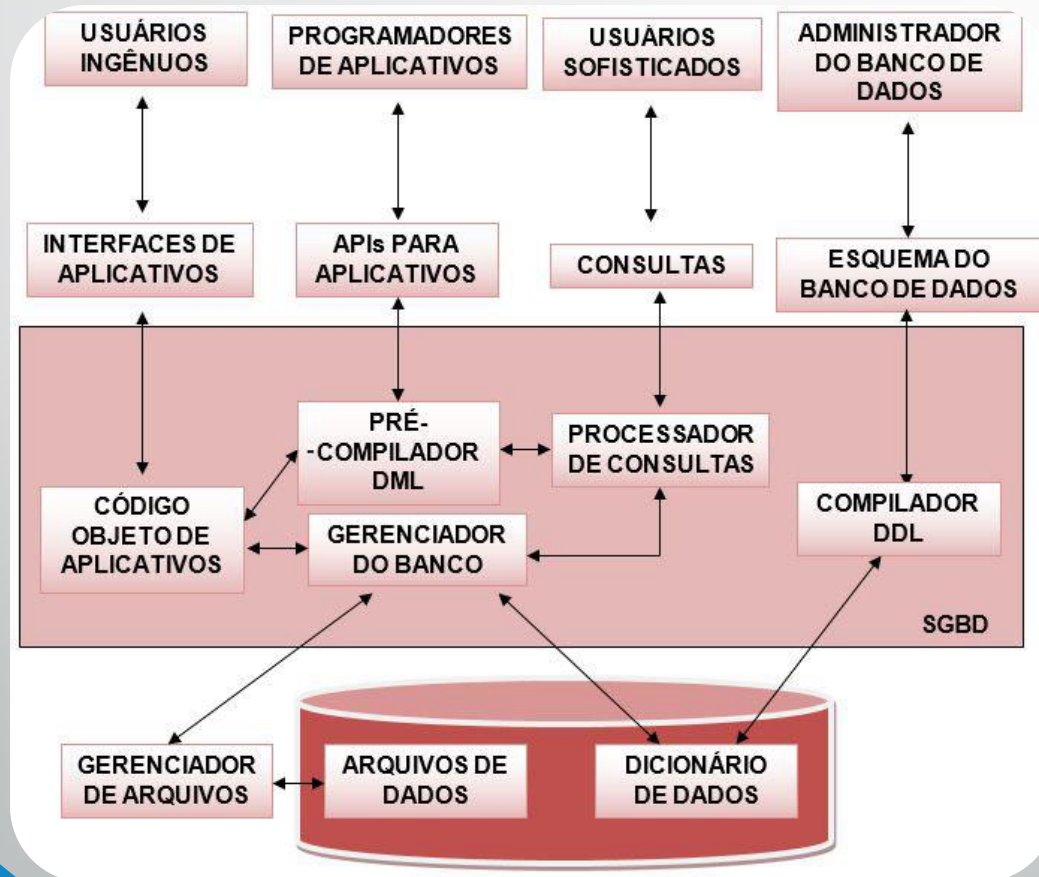 USUÁRIOS
INGÊNUOS
PROGRAMADORES
DE APLICATIVOS
USUÁRIOS
SOFISTICADOS
ADMINISTRADOR
DO BANCO DE
DADOS
INTERFACES DE
APLICATIVOS
APIs PARA
APLICATIVOS
CONSULTAS
ESQUEMA DO
BANCO DE DADOS
PRÉ-
-COMPILADOR
DML
PROCESSADOR
DE CONSULTAS
CÓDIGO
OBJETO DE
APLICATIVOS
GERENCIADOR
DO BANCO
COMPILADOR
DDL
SGBD
GERENCIADOR
DE ARQUIVOS
ARQUIVOS DE
DADOS
DICIONÁRIO
DE DADOS